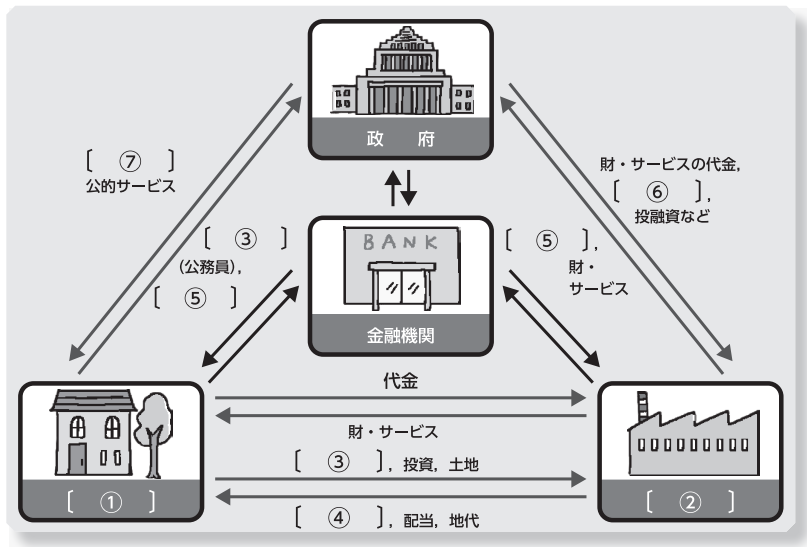 政 府
〔 ⑦ 〕
公的サービス
財・サービスの代金,
〔 ⑥ 〕,
投融資など
〔 ③ 〕
(公務員),
〔 ⑤ 〕
BANK
金融機関
〔 ⑤ 〕,
財・
サービス
代金
財・サービス
〔 ③ 〕, 投資, 土地
〔 ④ 〕, 配当, 地代
〔 ① 〕
〔 ② 〕